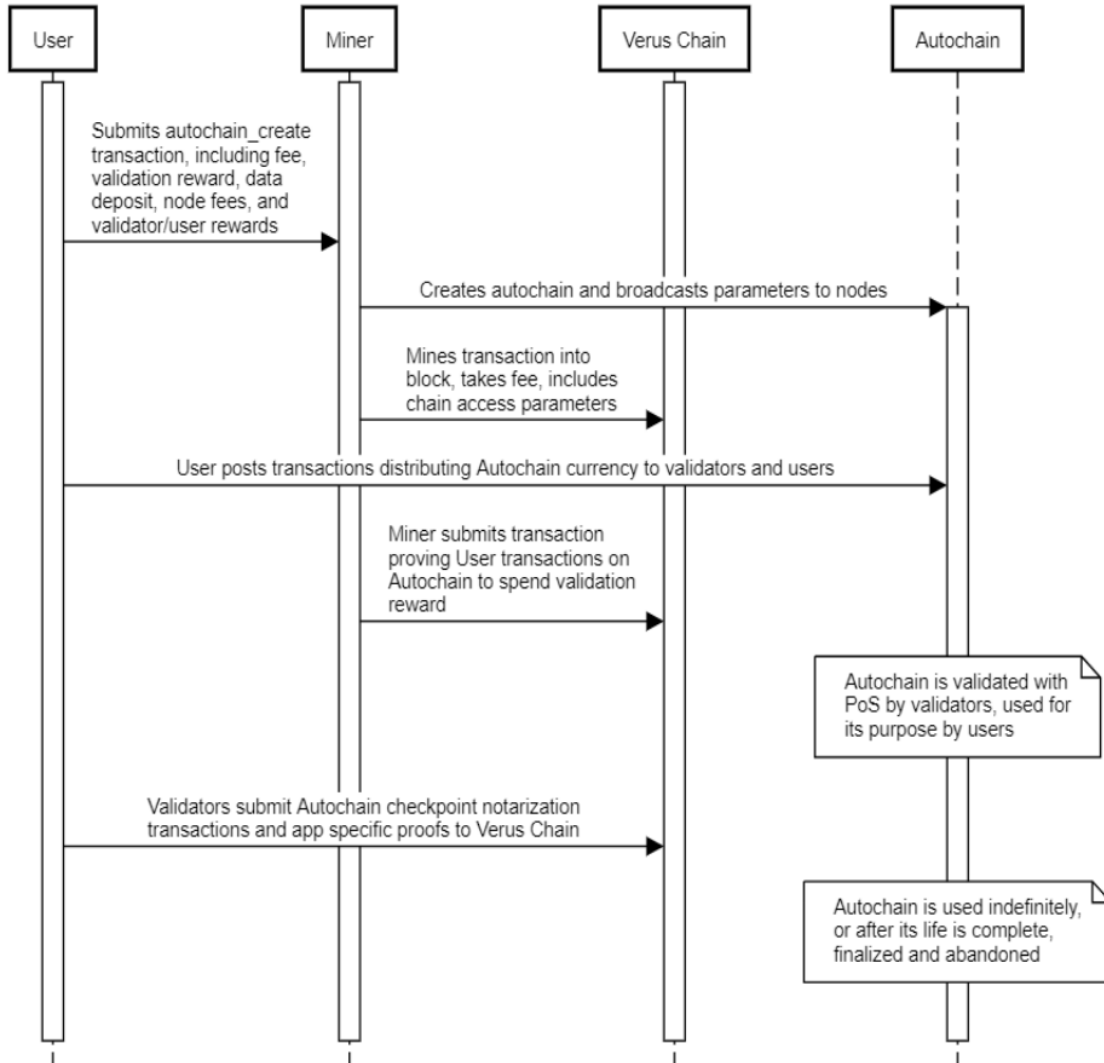 User
Miner
Verus Chain
Autochain
Submits autochain_create
transaction, including fee,
validation reward, data
deposit, node fees, and
validator/user rewards
Creates autochain and broadcasts parameters to nodes
Mines transaction into
block, takes fee, includes
chain access parameters
User posts transactions distributing Autochain currency to validators and users
Miner submits transaction
proving User transactions on
Autochain to spend validation
reward
Autochain is validated with
PoS by validators, used for
its purpose by users
Validators submit Autochain checkpoint notarization
transactions and app specific proofs to Verus Chain
Autochain is used indefinitely,
or after its life is complete,
finalized and abandoned